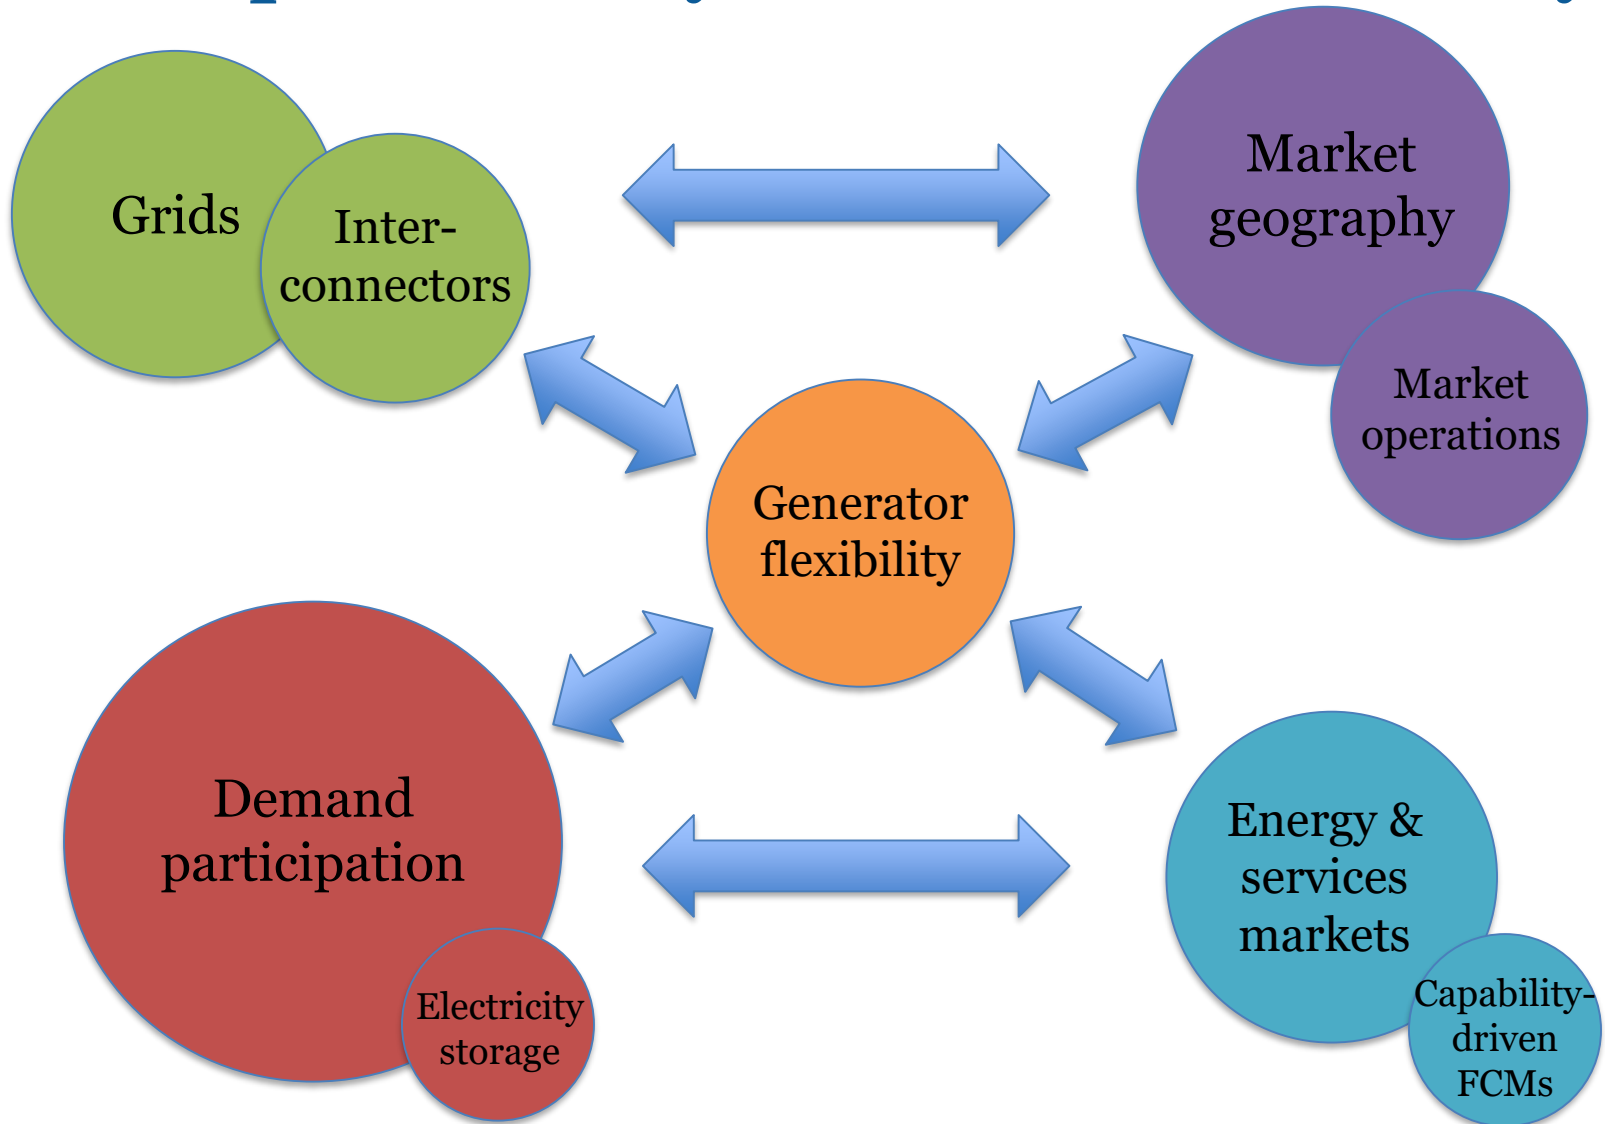 Grids
Inter-
connectors
Market
geography
Market
operations
Generator
flexibility
Demand
participation
Electricity
storage
Energy &
services
markets
Capability-
driven
FCMs